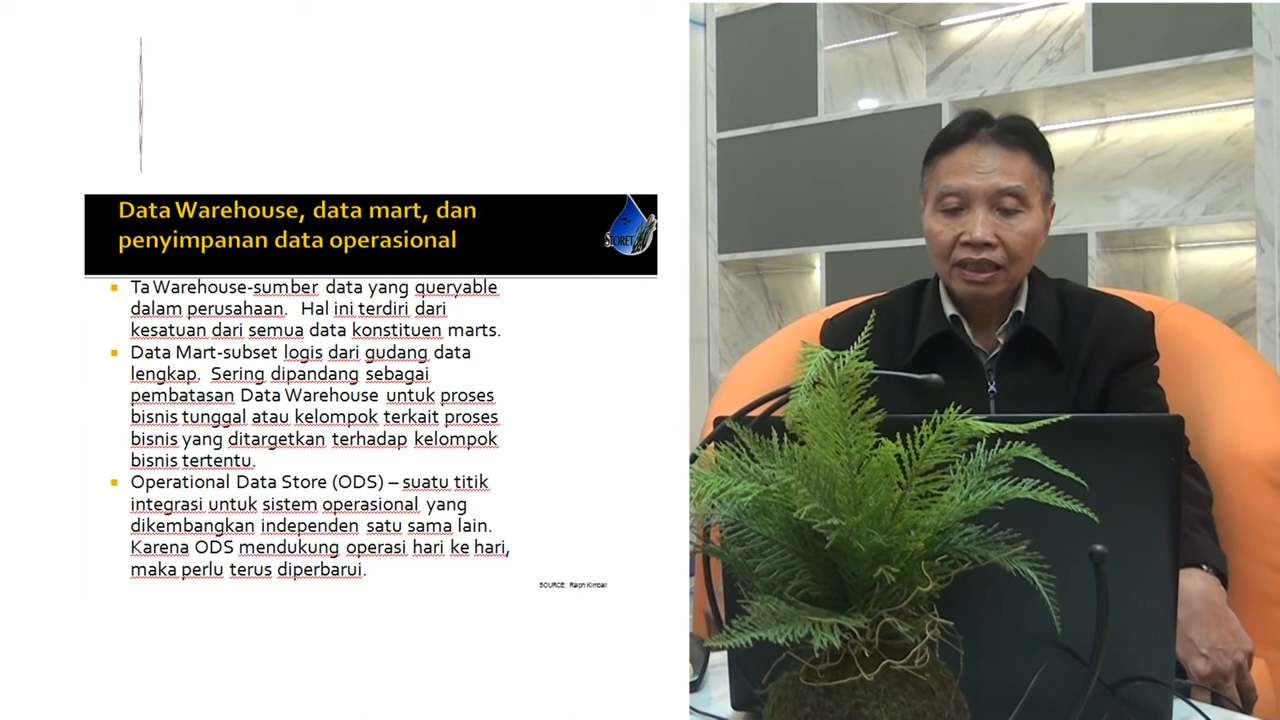 Data Warehouse, data mart, dan
penyimpanan data operasional
STORET
Ta Warehouse-sumber data yang queryable
dalam perusahaan. Hal ini terdiri dari
kesatuan dari semua data konstituen marts.
Data Mart-subset logis dari gudang data
lengkap. Sering dipandang sebagai
pembatasan Data Warehouse untuk proses
bisnis tunggal atau kelompok terkait proses
bisnis yang ditargetkan terhadap kelompok
bisnis tertentu.
Operational Data Store (ODS) – suatu titik
integrasi untuk sistem operasional yang
dikembangkan independen satu sama lain.
Karena ODS mendukung operasi hari ke hari,
maka perlu terus diperbarui.
SOURCE: Ralph Kimball